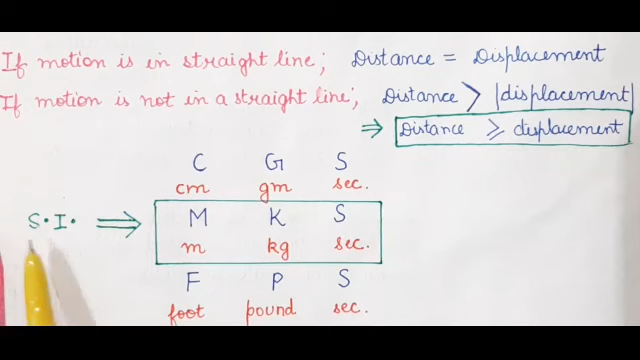 If motion is in straight line; Distance = Displacement
If motion is not in a straight line; Distance > |displacement|
⇒ Distance ≥ displacement
C G S
cm gm sec.
S.I. ⇒ M K S
m kg sec.
F P S
foot pound sec.